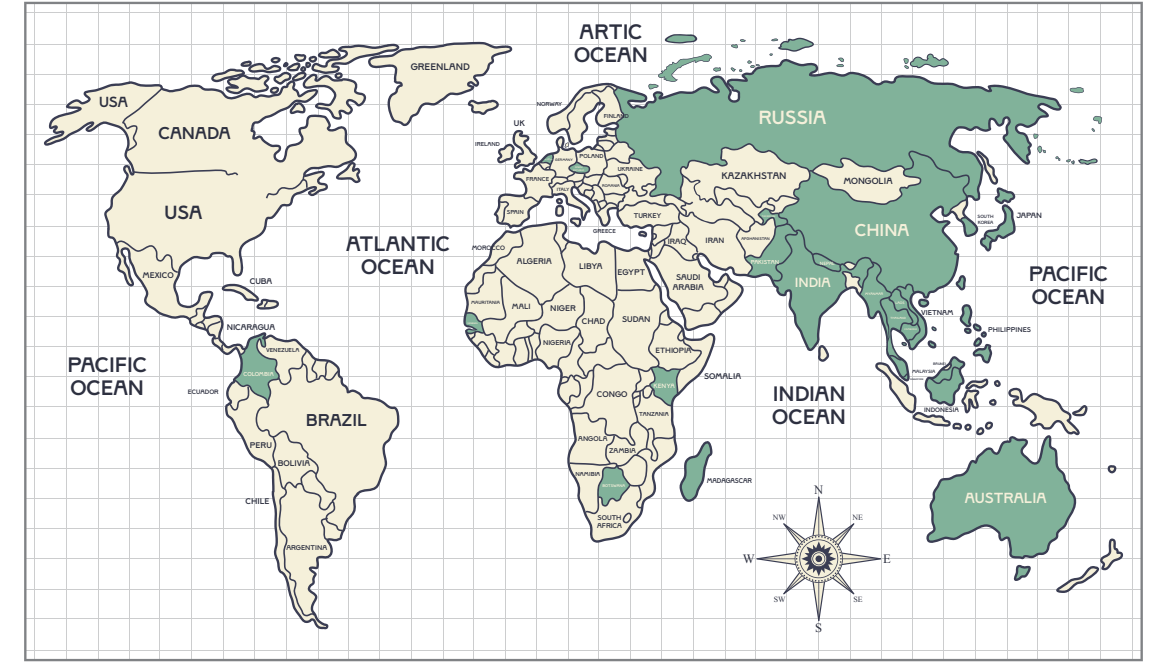 ARTIC
OCEAN
GREENLAND
USA
CANADA
NORWAY
FINLAND
UK
IRELAND
POLAND
GERMANY
UKRAINE
FRANCE
ITALY
ROMANIA
SPAIN
GREECE
TURKEY
RUSSIA
KAZAKHSTAN
MONGOLIA
CHINA
SOUTH
KOREA
JAPAN
USA
ATLANTIC
OCEAN
MEXICO
CUBA
NICARAGUA
MOROCCO
ALGERIA
LIBYA
EGYPT
IRAQ
IRAN
AFGHANISTAN
PAKISTAN
SAUDI
ARABIA
INDIA
PACIFIC
OCEAN
MAURITANIA
MALI
NIGER
CHAD
SUDAN
NIGERIA
ETHIOPIA
SOMALIA
KENYA
VIETNAM
PHILIPPINES
MALAYSIA
INDONESIA
PACIFIC
OCEAN
VENEZUELA
COLOMBIA
ECUADOR
BRAZIL
PERU
BOLIVIA
CHILE
ARGENTINA
CONGO
TANZANIA
ANGOLA
ZAMBIA
NAMIBIA
BOTSWANA
SOUTH
AFRICA
MADAGASCAR
INDIAN
OCEAN
AUSTRALIA
N
NW
NE
W
E
SW
SE
S